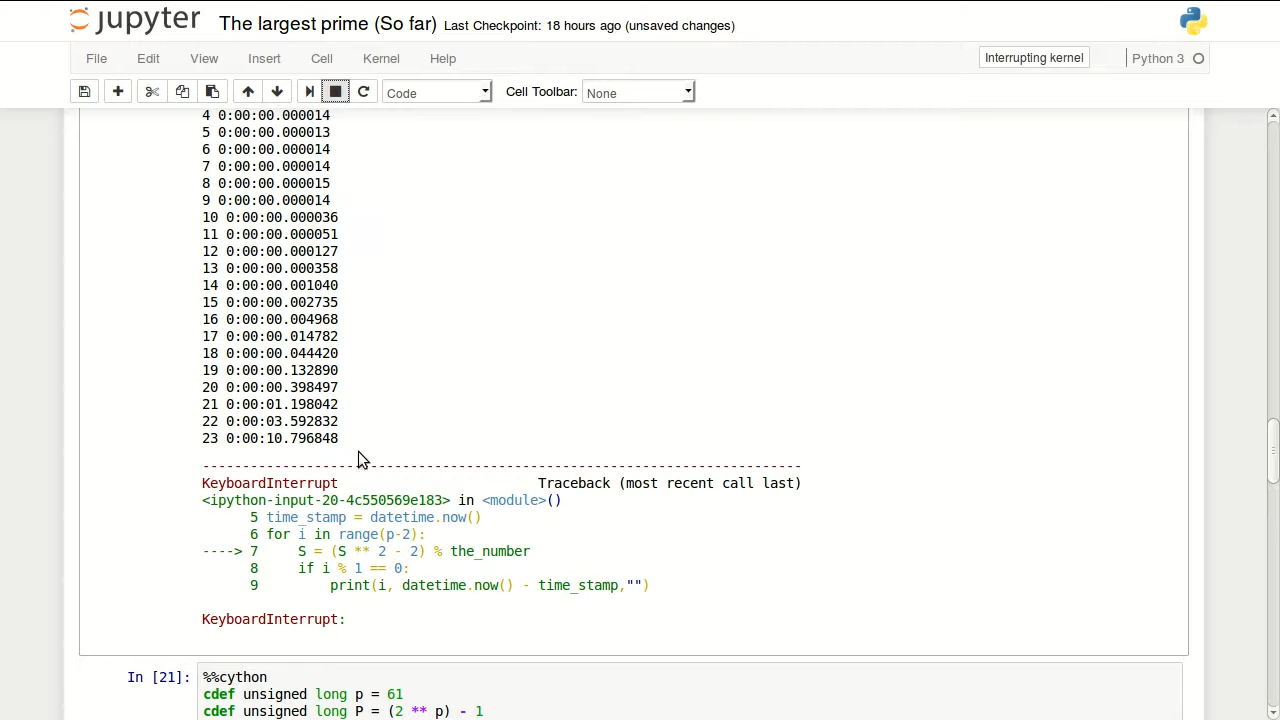 jupyter The largest prime (So far) Last Checkpoint: 18 hours ago (unsaved changes)
File Edit View Insert Cell Kernel Help Interrupting kernel Python 3
Code Cell Toolbar: None
4 0:00:00.000014
5 0:00:00.000013
6 0:00:00.000014
7 0:00:00.000014
8 0:00:00.000015
9 0:00:00.000014
10 0:00:00.000036
11 0:00:00.000051
12 0:00:00.000127
13 0:00:00.000358
14 0:00:00.001040
15 0:00:00.002735
16 0:00:00.004968
17 0:00:00.014782
18 0:00:00.044420
19 0:00:00.132890
20 0:00:00.398497
21 0:00:01.198042
22 0:00:03.592832
23 0:00:10.796848
---------------------------------------------------------------------------
KeyboardInterrupt                         Traceback (most recent call last)
<ipython-input-20-4c550569e183> in <module>()
      5 time_stamp = datetime.now()
      6 for i in range(p-2):
----> 7     S = (S ** 2 - 2) % the_number
      8     if i % 1 == 0:
      9         print(i, datetime.now() - time_stamp,"")
KeyboardInterrupt:
In [21]: %%cython
cdef unsigned long p = 61
cdef unsigned long P = (2 ** p) - 1